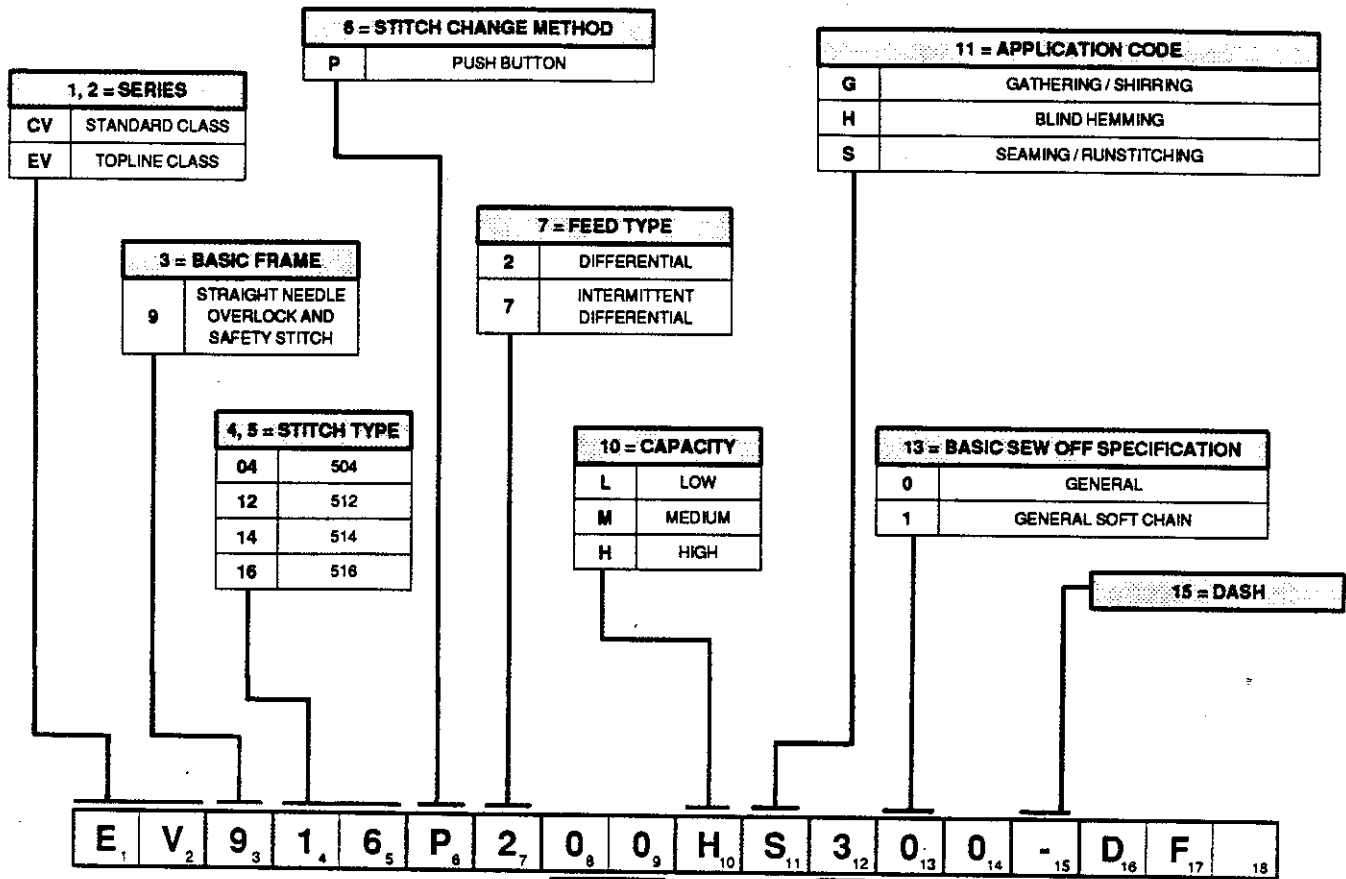 6 = STITCH CHANGE METHOD
P PUSH BUTTON
11 = APPLICATION CODE
G GATHERING / SHIRRING
H BLIND HEMMING
S SEAMING / RUNSTITCHING
1, 2 = SERIES
CV STANDARD CLASS
EV TOPLINE CLASS
7 = FEED TYPE
2 DIFFERENTIAL
7 INTERMITTENT
DIFFERENTIAL
3 = BASIC FRAME
9 STRAIGHT NEEDLE
OVERLOCK AND
SAFETY STITCH
4, 5 = STITCH TYPE
04 504
12 512
14 514
16 516
10 = CAPACITY
L LOW
M MEDIUM
H HIGH
13 = BASIC SEW OFF SPECIFICATION
0 GENERAL
1 GENERAL SOFT CHAIN
15 = DASH
E1 V2 93 14 65 P6 27 08 09 H10 S11 312 013 014 -15 D16 F17 18